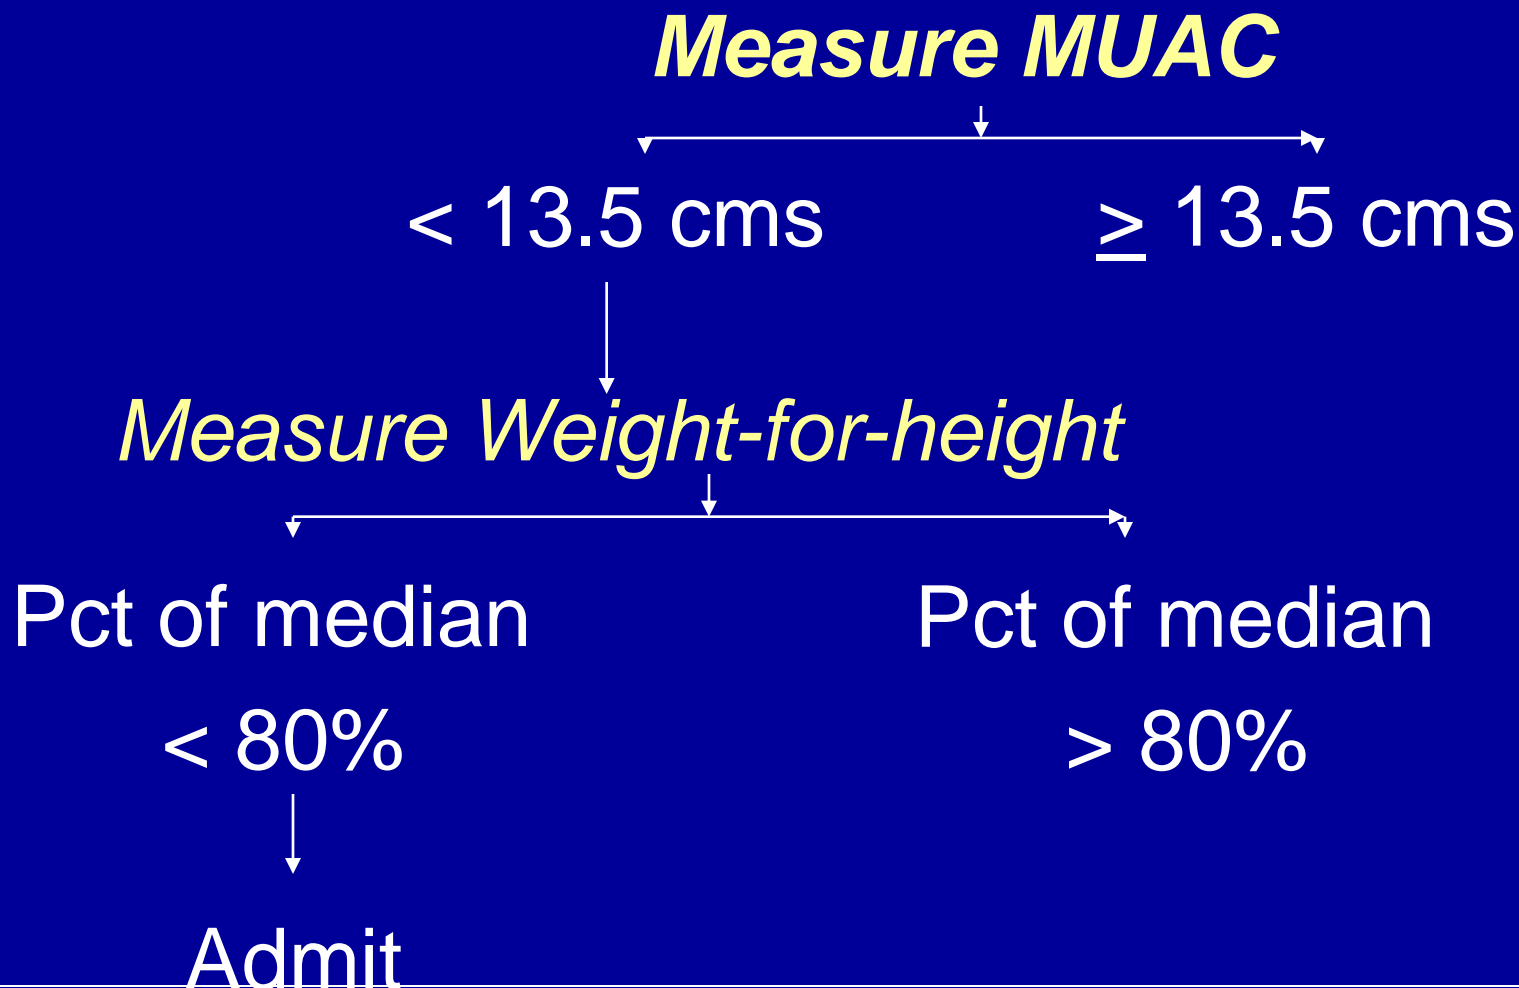 Measure MUAC
< 13.5 cms ≥ 13.5 cms
Measure Weight-for-height
Pct of median Pct of median
< 80% > 80%
Admit